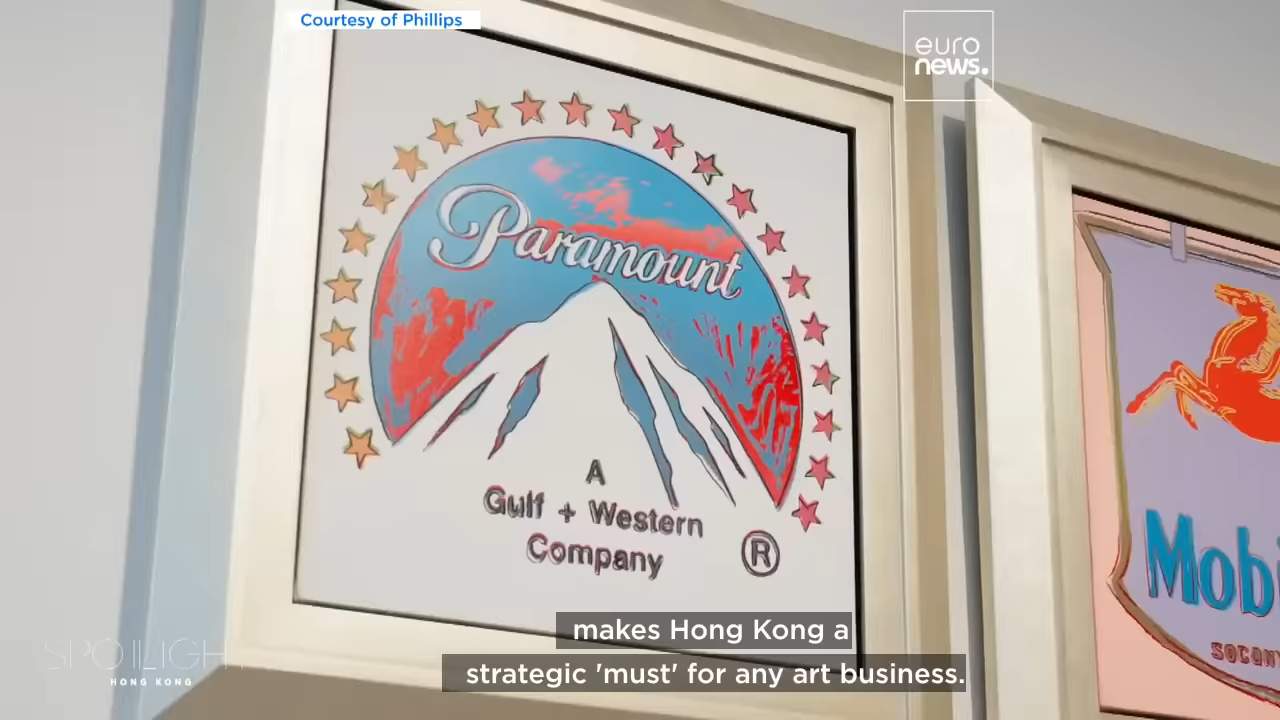 Courtesy of Phillips
euro
news.
Paramount
A
Gulf + Western
Company
®
Mobi
SOCONY
SPOTLIGHT
HONG KONG
makes Hong Kong a
strategic 'must' for any art business.